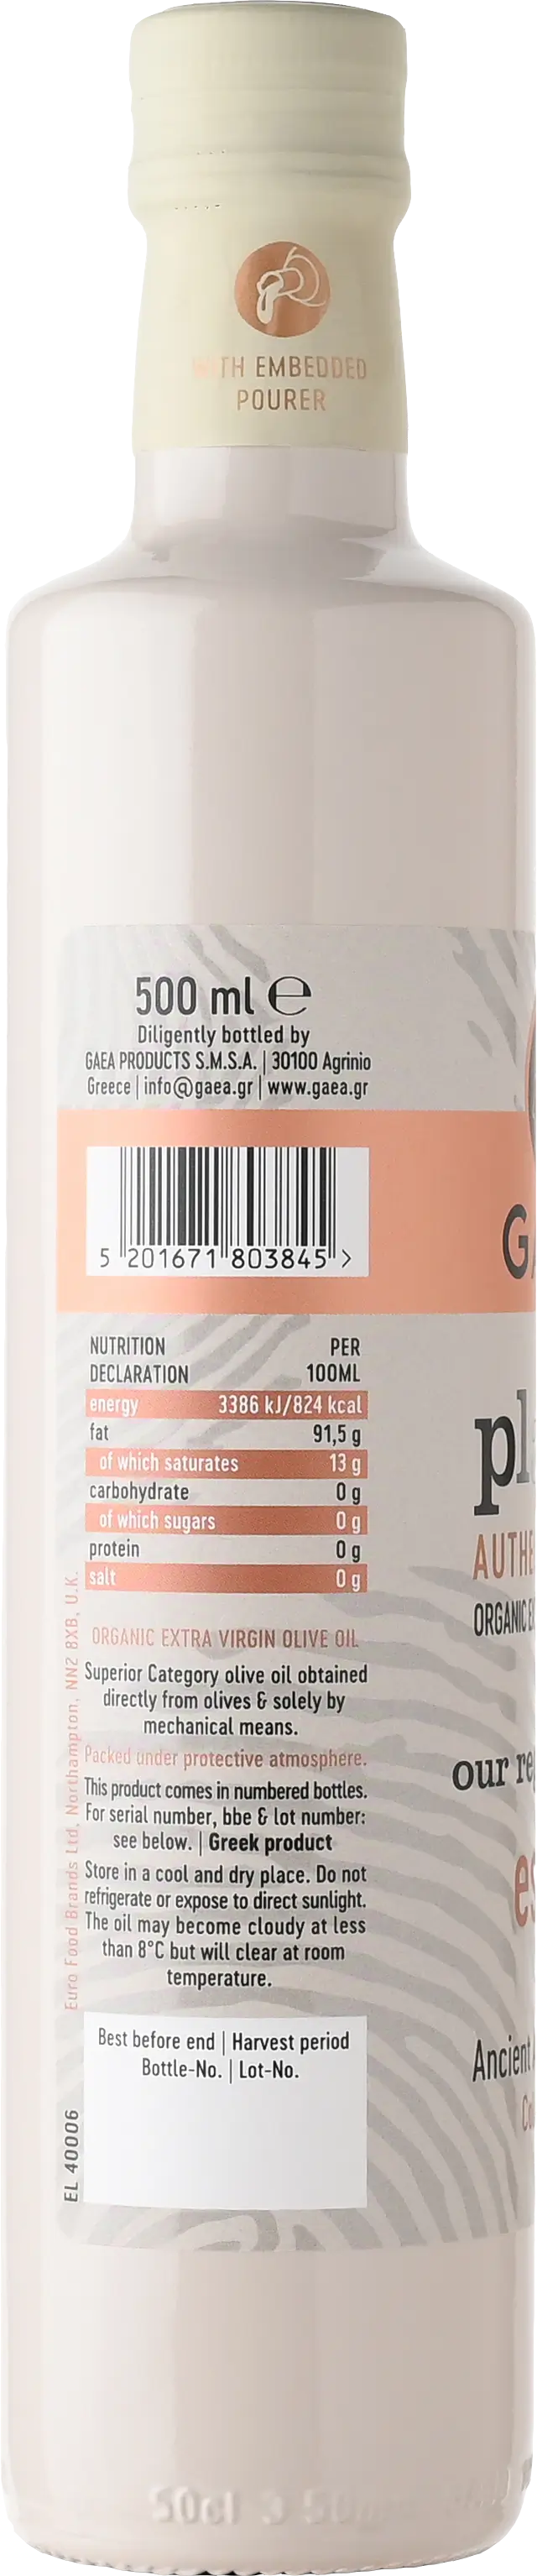 WITH EMBEDDED
POURER
500 ml ℮
Diligently bottled by
GAEA PRODUCTS S.M.S.A. | 30100 Agrinio
Greece | info@gaea.gr | www.gaea.gr
5 201671 803845 >
NUTRITION PER
DECLARATION 100ML
energy 3386 kJ/824 kcal
fat 91,5 g
of which saturates 13 g
carbohydrate 0 g
of which sugars 0 g
protein 0 g
salt 0 g
ORGANIC EXTRA VIRGIN OLIVE OIL
Superior Category olive oil obtained
directly from olives & solely by
mechanical means.
Packed under protective atmosphere.
This product comes in numbered bottles.
For serial number, bbe & lot number:
see below. | Greek product
Store in a cool and dry place. Do not
refrigerate or expose to direct sunlight.
The oil may become cloudy at less
than 8°C but will clear at room
temperature.
Best before end | Harvest period
Bottle-No. | Lot-No.
Euro Food Brands Ltd, Northampton, NN2 8XB, U.K.
EL 40006
ORGANIC
our
Ancient
50cl